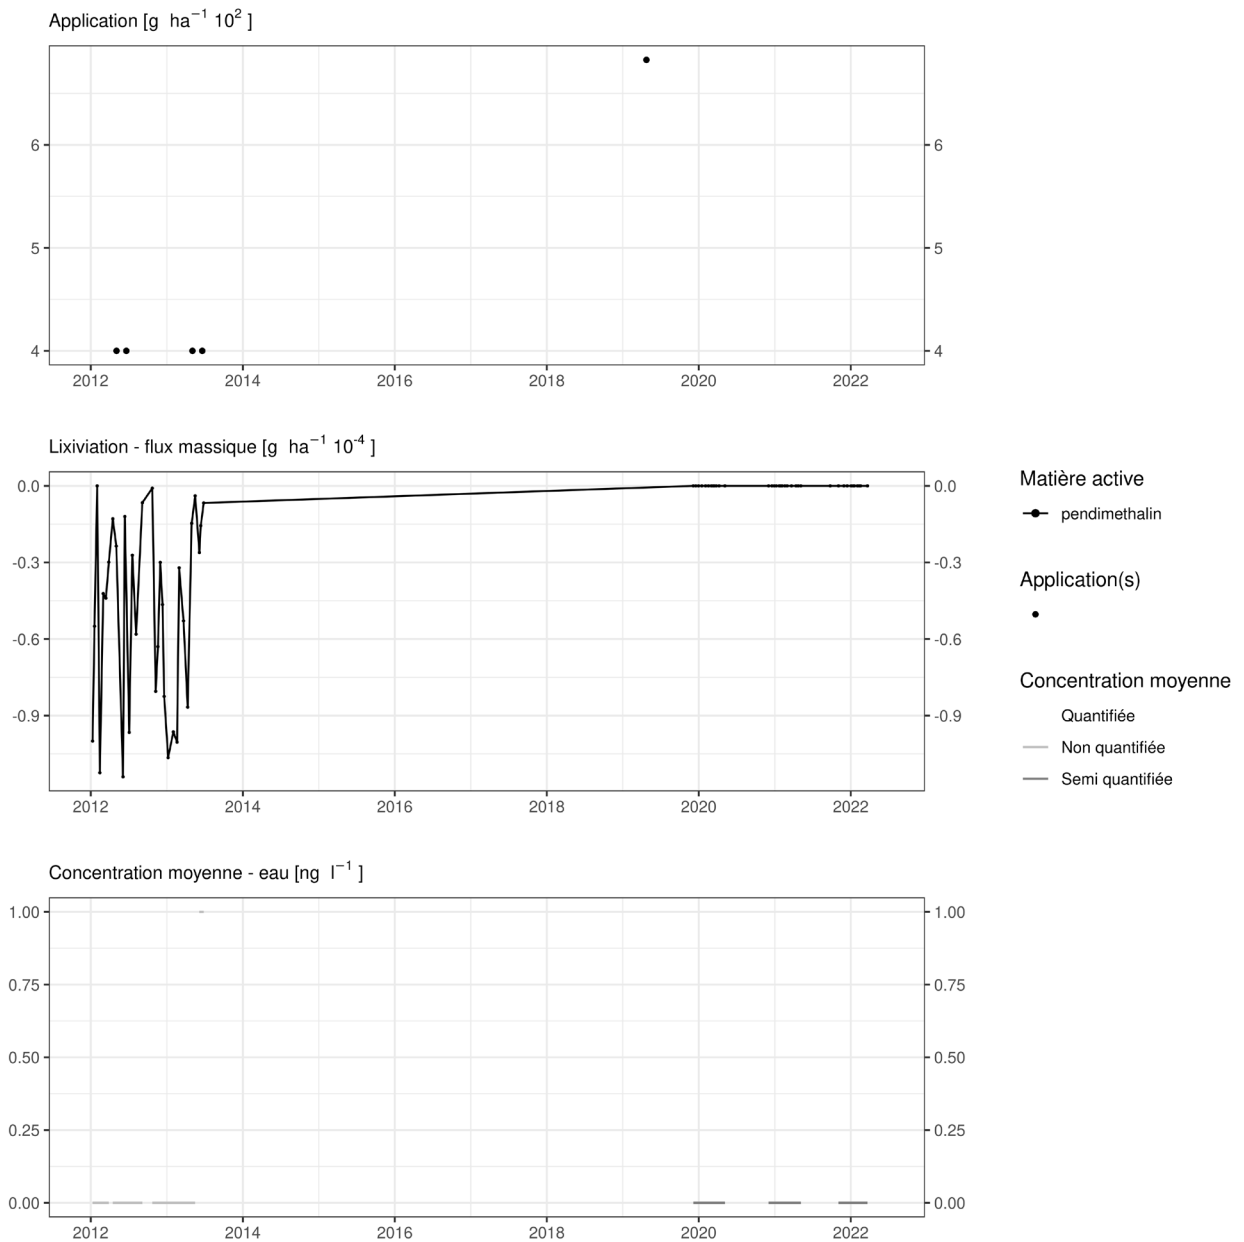 Application [g ha−1 102 ]
6
6
5
5
4
4
2012 2014 2016 2018 2020 2022
Lixiviation - flux massique [g ha−1 10-4 ]
0.0
0.0
-0.3
-0.3
-0.6
-0.6
-0.9
-0.9
2012 2014 2016 2018 2020 2022
Matière active
pendimethalin
Application(s)
Concentration moyenne
Quantifiée
Non quantifiée
Semi quantifiée
Concentration moyenne - eau [ng l−1 ]
1.00
1.00
0.75
0.75
0.50
0.50
0.25
0.25
0.00
0.00
2012 2014 2016 2018 2020 2022